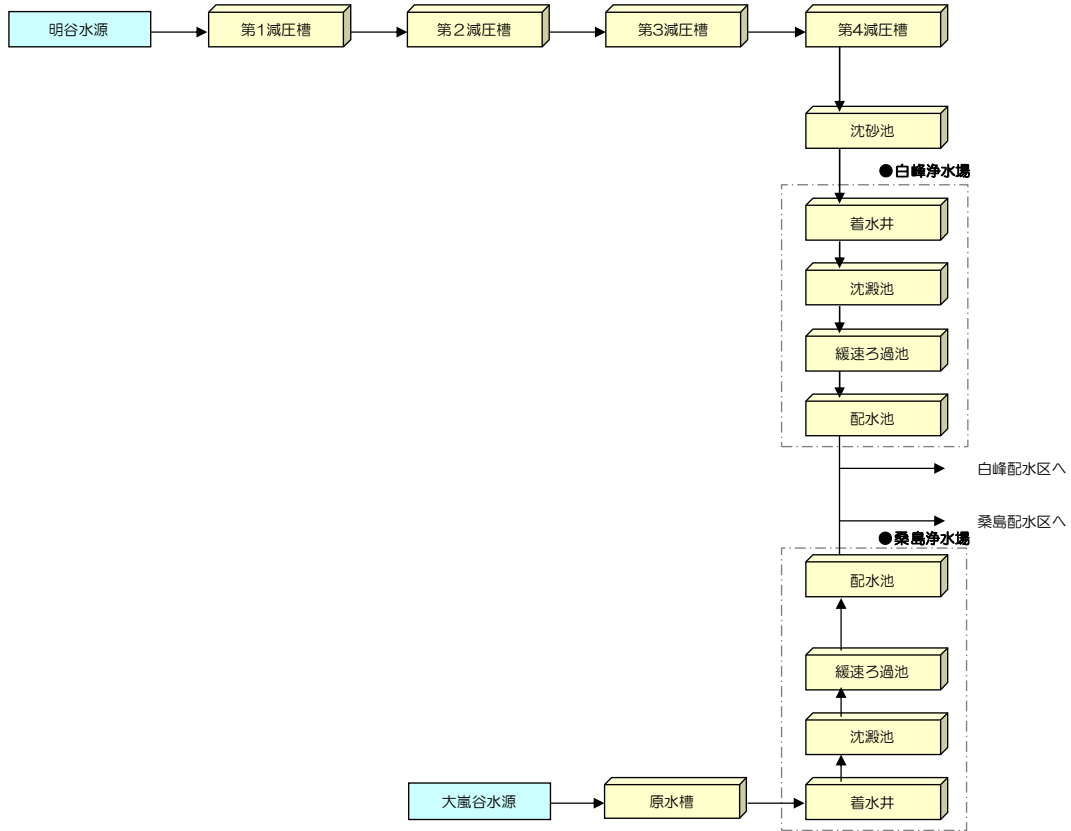 明谷水源
第1減圧槽
第2減圧槽
第3減圧槽
第4減圧槽
沈砂池
●白峰浄水場
着水井
沈澱池
緩速ろ過池
配水池
白峰配水区へ
桑島配水区へ
●桑島浄水場
配水池
緩速ろ過池
沈澱池
大嵐谷水源
原水槽
着水井